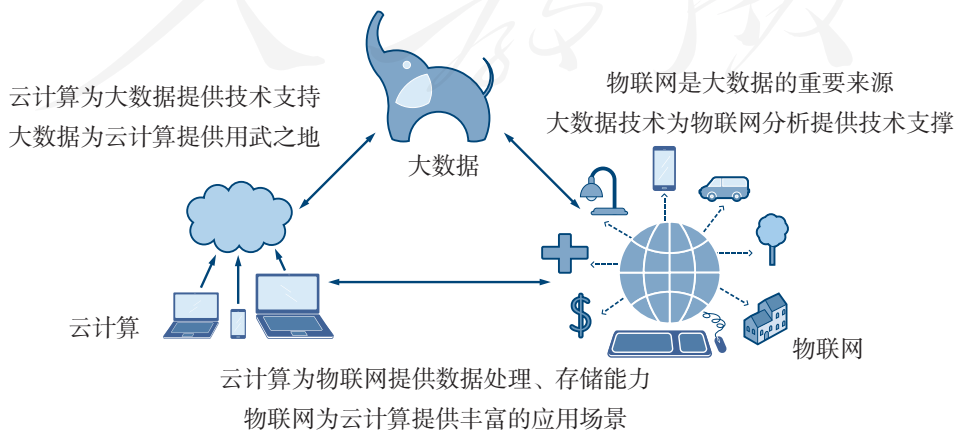 云计算为大数据提供技术支持
大数据为云计算提供用武之地
物联网是大数据的重要来源
大数据技术为物联网分析提供技术支撑
大数据
云计算
物联网
云计算为物联网提供数据处理、存储能力
物联网为云计算提供丰富的应用场景